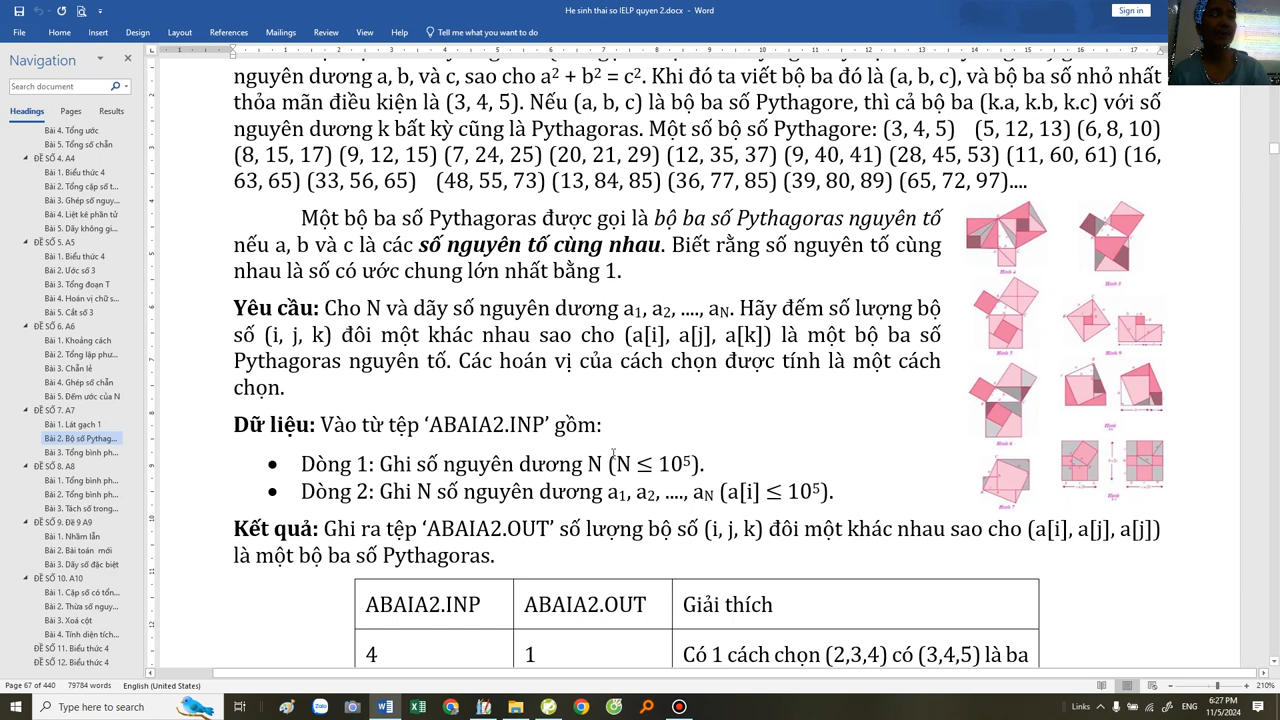 He sinh thai so IELP quyen 2.docx - Word
Sign in
File
Home
Insert
Design
Layout
References
Mailings
Review
View
Help
Tell me what you want to do
Navigation
Search document
Headings
Pages
Results
Bài 4. Tổng ước
Bài 5. Tổng số chẵn
ĐỀ SỐ 4. A4
Bài 1. Biểu thức 4
Bài 2. Tổng cặp số t...
Bài 3. Ghép số nguy...
Bài 4. Liệt kê phần tử
Bài 5. Dãy không gi...
ĐỀ SỐ 5. A5
Bài 1. Biểu thức 4
Bài 2. Ước số 3
Bài 3. Tổng đoạn T
Bài 4. Hoán vị chữ s...
Bài 5. Cắt số 3
ĐỀ SỐ 6. A6
Bài 1. Khoảng cách
Bài 2. Tổng lập phư...
Bài 3. Chẵn lẻ
Bài 4. Ghép số chẵn
Bài 5. Đếm ước của N
ĐỀ SỐ 7. A7
Bài 1. Lát gạch 1
Bài 2. Bộ số Pythag...
Bài 3. Tổng bình ph...
ĐỀ SỐ 8. A8
Bài 1. Tổng bình ph...
Bài 2. Tổng bình ph...
Bài 3. Tách số trong...
ĐỀ SỐ 9. Đề 9 A9
Bài 1. Nhầm lẫn
Bài 2. Bài toán mới
Bài 3. Dãy số đặc biệt
ĐỀ SỐ 10. A10
Bài 1. Cặp số có tổn...
Bài 2. Thừa số nguy...
Bài 3. Xoá cột
Bài 4. Tính diện tích...
ĐỀ SỐ 11. Biểu thức 4
ĐỀ SỐ 12. Biểu thức 4
nguyên dương a, b, và c, sao cho a² + b² = c². Khi đó ta viết bộ ba đó là (a, b, c), và bộ ba số nhỏ nhất
thỏa mãn điều kiện là (3, 4, 5). Nếu (a, b, c) là bộ ba số Pythagore, thì cả bộ ba (k.a, k.b, k.c) với số
nguyên dương k bất kỳ cũng là Pythagoras. Một số bộ số Pythagore: (3, 4, 5) (5, 12, 13) (6, 8, 10)
(8, 15, 17) (9, 12, 15) (7, 24, 25) (20, 21, 29) (12, 35, 37) (9, 40, 41) (28, 45, 53) (11, 60, 61) (16,
63, 65) (33, 56, 65) (48, 55, 73) (13, 84, 85) (36, 77, 85) (39, 80, 89) (65, 72, 97)....
Một bộ ba số Pythagoras được gọi là bộ ba số Pythagoras nguyên tố
nếu a, b và c là các số nguyên tố cùng nhau. Biết rằng số nguyên tố cùng
nhau là số có ước chung lớn nhất bằng 1.
Yêu cầu: Cho N và dãy số nguyên dương a₁, a₂, ...., a_N. Hãy đếm số lượng bộ
số (i, j, k) đôi một khác nhau sao cho (a[i], a[j], a[k]) là một bộ ba số
Pythagoras nguyên tố. Các hoán vị của cách chọn được tính là một cách
chọn.
Dữ liệu: Vào từ tệp ‘ABAIA2.INP’ gồm:
• Dòng 1: Ghi số nguyên dương N (N ≤ 10⁵).
• Dòng 2: Ghi N số nguyên dương a₁, a₂, ...., a_N (a[i] ≤ 10⁵).
Kết quả: Ghi ra tệp ‘ABAIA2.OUT’ số lượng bộ số (i, j, k) đôi một khác nhau sao cho (a[i], a[j], a[j])
là một bộ ba số Pythagoras.
ABAIA2.INP ABAIA2.OUT Giải thích
4 1 Có 1 cách chọn (2,3,4) có (3,4,5) là ba
Page 67 of 440
79784 words
English (United States)
210%
Type here to search
6:27 PM
11/5/2024